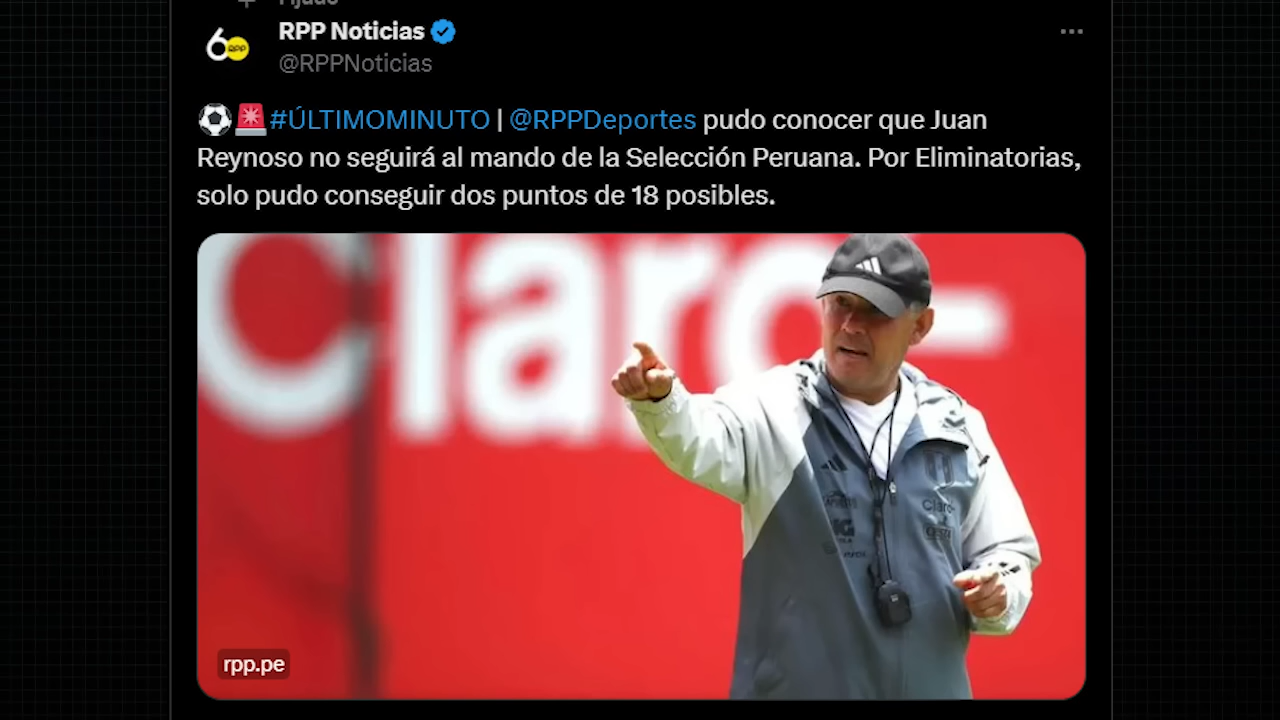 RPP Noticias
@RPPNoticias
#ÚLTIMOMINUTO | @RPPDeportes pudo conocer que Juan
Reynoso no seguirá al mando de la Selección Peruana. Por Eliminatorias,
solo pudo conseguir dos puntos de 18 posibles.
Claro-
Claro-
rpp.pe